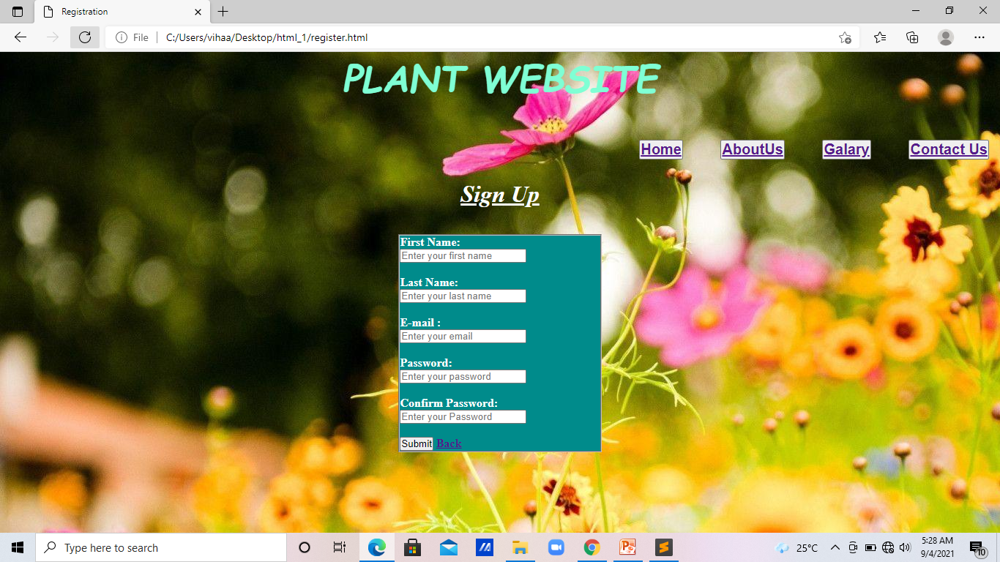 Registration
File
C:/Users/vihaa/Desktop/html_1/register.html
PLANT WEBSITE
Home AboutUs Galary Contact Us
Sign Up
First Name:
Enter your first name
Last Name:
Enter your last name
E-mail :
Enter your email
Password:
Enter your password
Confirm Password:
Enter your Password
Submit Back
Type here to search
25°C
5:28 AM
9/4/2021
10